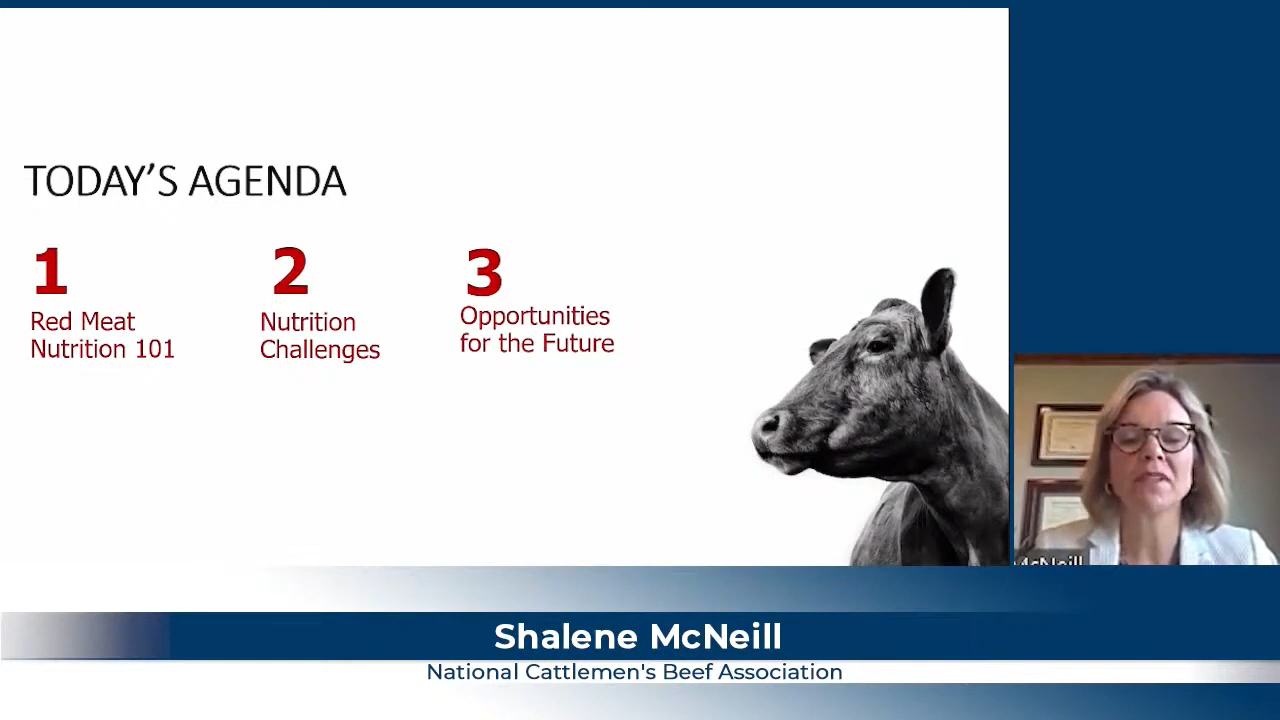 TODAY'S AGENDA
1
Red Meat
Nutrition 101
2
Nutrition
Challenges
3
Opportunities
for the Future
McNeill
Shalene McNeill
National Cattlemen's Beef Association